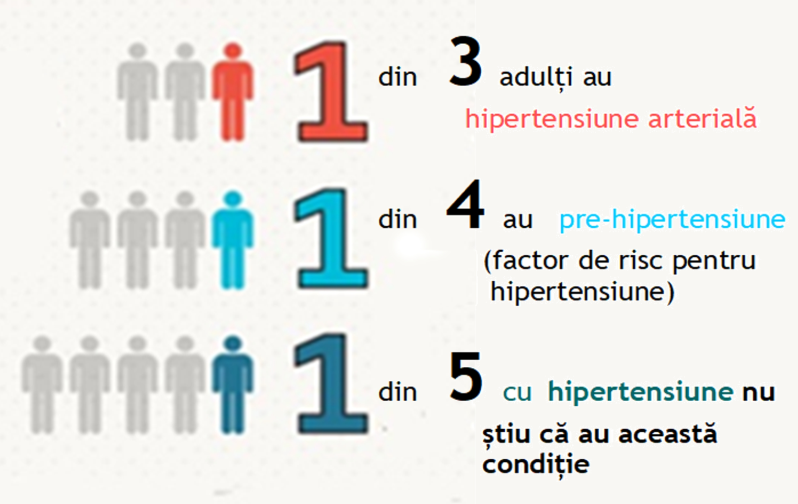 1 din 3 adulți au
hipertensiune arterială
1 din 4 au pre-hipertensiune
(factor de risc pentru
hipertensiune)
1 din 5 cu hipertensiune nu
știu că au această
condiție